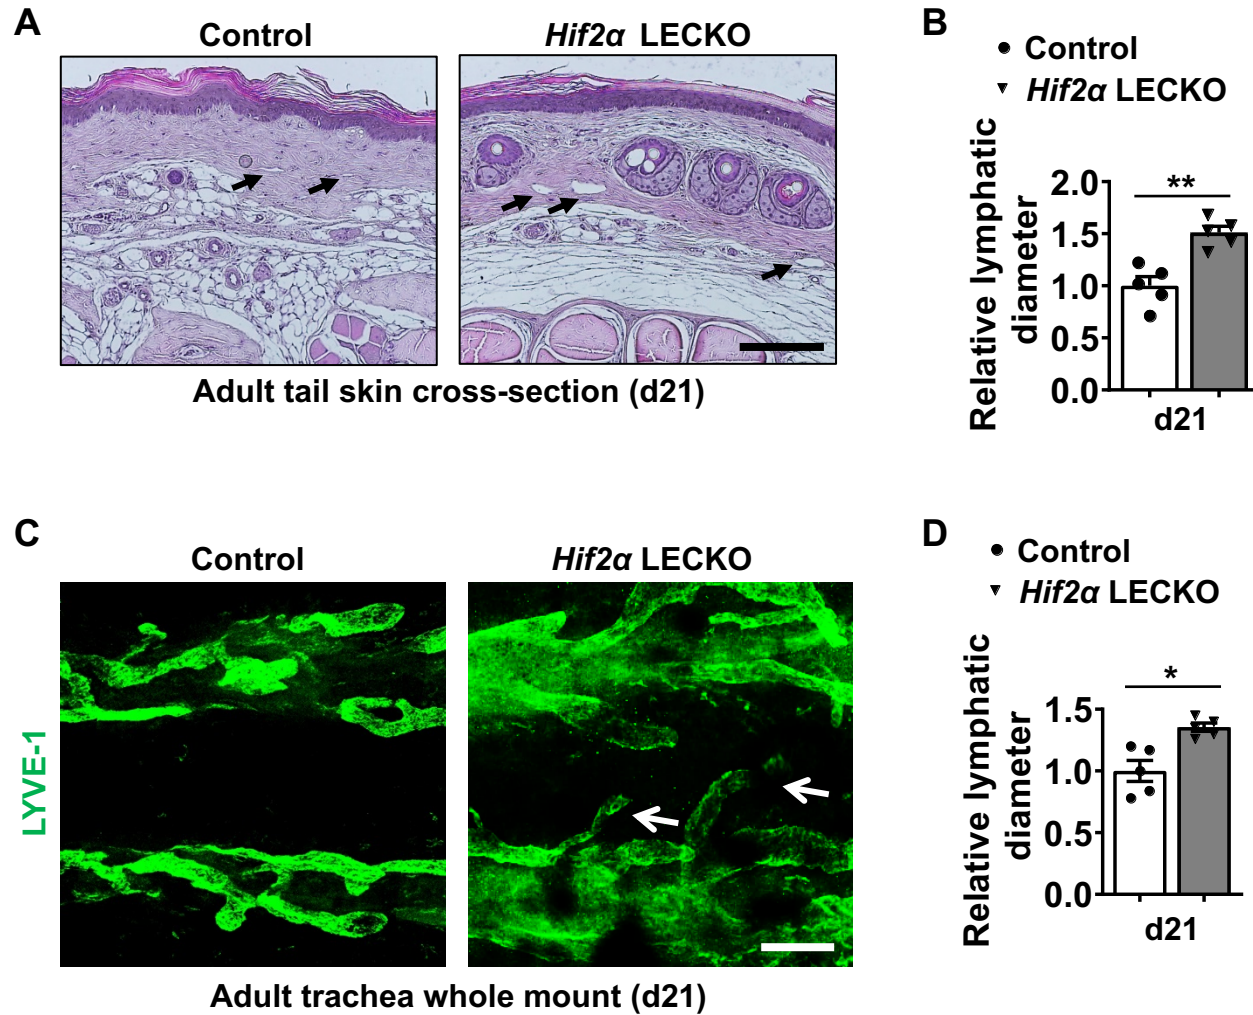 A
Control
Hif2α LECKO
Adult tail skin cross-section (d21)
B
Control
Hif2α LECKO
Relative lymphatic
diameter
2.0
1.5
1.0
0.5
0.0
**
d21
C
Control
Hif2α LECKO
LYVE-1
Adult trachea whole mount (d21)
D
Control
Hif2α LECKO
Relative lymphatic
diameter
1.5
1.0
0.5
0.0
*
d21